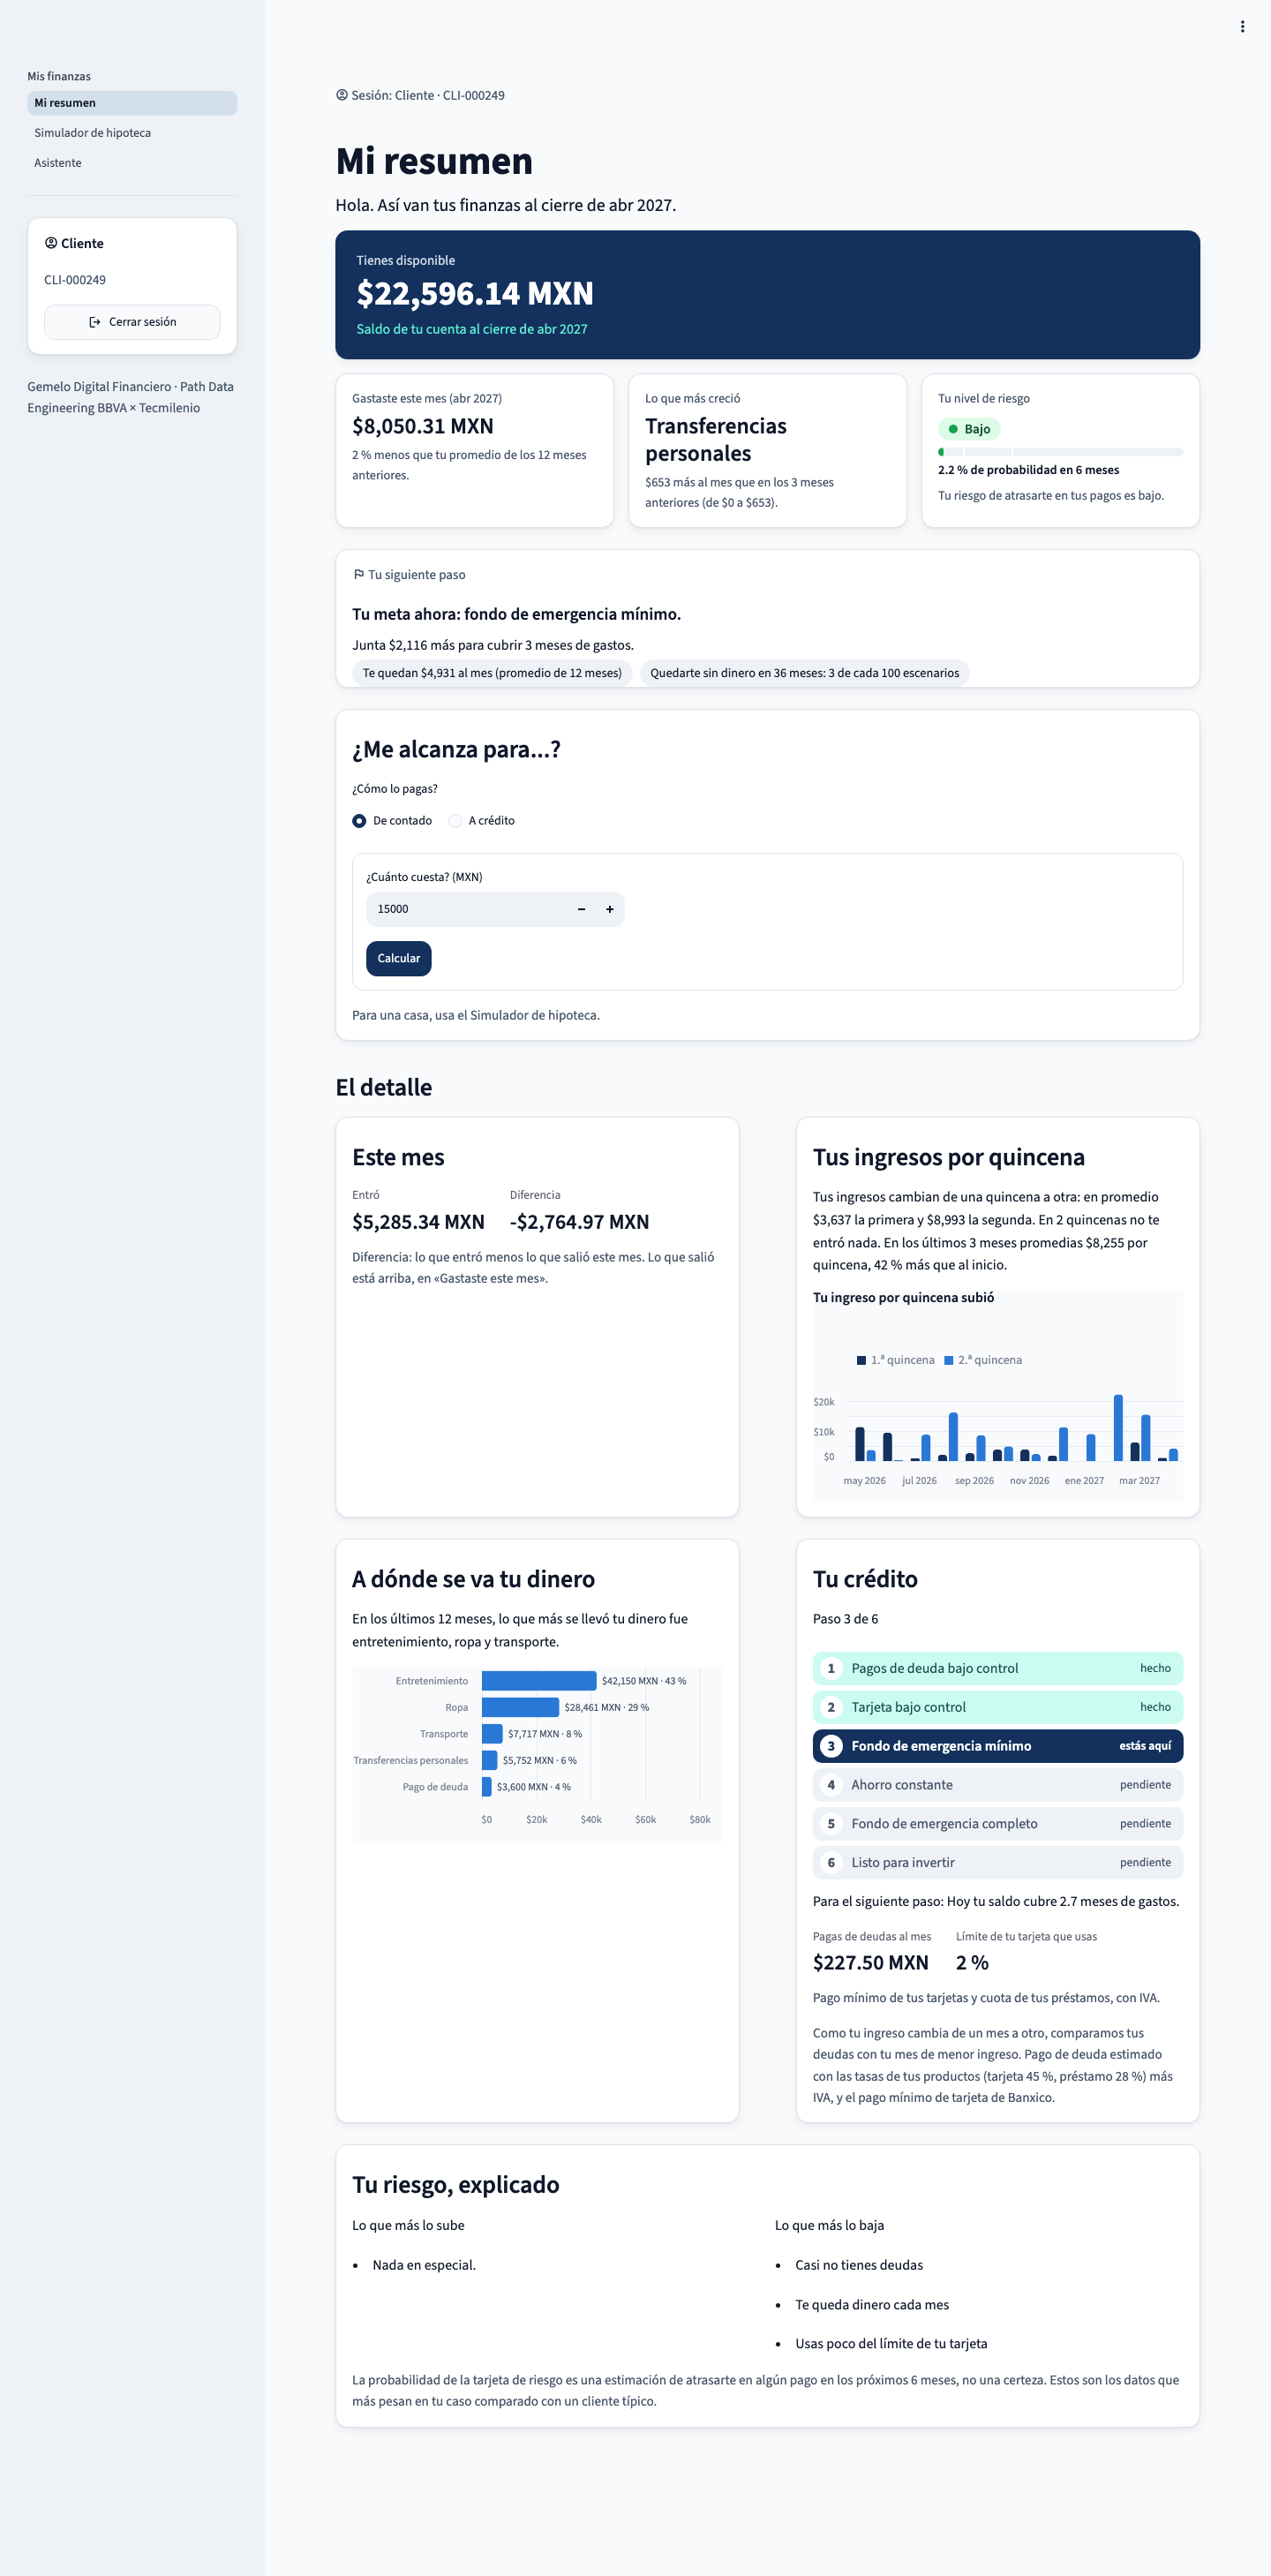 Mis finanzas
Mi resumen
Simulador de hipoteca
Asistente
Cliente
CLI-000249
Cerrar sesión
Gemelo Digital Financiero · Path Data
Engineering BBVA × Tecmilenio
Sesión: Cliente · CLI-000249
Mi resumen
Hola. Así van tus finanzas al cierre de abr 2027.
Tienes disponible
$22,596.14 MXN
Saldo de tu cuenta al cierre de abr 2027
Gastaste este mes (abr 2027)
$8,050.31 MXN
2 % menos que tu promedio de los 12 meses
anteriores.
Lo que más creció
Transferencias
personales
$653 más al mes que en los 3 meses
anteriores (de $0 a $653).
Tu nivel de riesgo
Bajo
2.2 % de probabilidad en 6 meses
Tu riesgo de atrasarte en tus pagos es bajo.
Tu siguiente paso
Tu meta ahora: fondo de emergencia mínimo.
Junta $2,116 más para cubrir 3 meses de gastos.
Te quedan $4,931 al mes (promedio de 12 meses)
Quedarte sin dinero en 36 meses: 3 de cada 100 escenarios
¿Me alcanza para...?
¿Cómo lo pagas?
De contado
A crédito
¿Cuánto cuesta? (MXN)
15000
Calcular
Para una casa, usa el Simulador de hipoteca.
El detalle
Este mes
Entró
$5,285.34 MXN
Diferencia
-$2,764.97 MXN
Diferencia: lo que entró menos lo que salió este mes. Lo que salió
está arriba, en «Gastaste este mes».
Tus ingresos por quincena
Tus ingresos cambian de una quincena a otra: en promedio
$3,637 la primera y $8,993 la segunda. En 2 quincenas no te
entró nada. En los últimos 3 meses promedias $8,255 por
quincena, 42 % más que al inicio.
Tu ingreso por quincena subió
1.ª quincena
2.ª quincena
$20k
$10k
$0
may 2026
jul 2026
sep 2026
nov 2026
ene 2027
mar 2027
A dónde se va tu dinero
En los últimos 12 meses, lo que más se llevó tu dinero fue
entretenimiento, ropa y transporte.
Entretenimiento $42,150 MXN · 43 %
Ropa $28,461 MXN · 29 %
Transporte $7,717 MXN · 8 %
Transferencias personales $5,752 MXN · 6 %
Pago de deuda $3,600 MXN · 4 %
$0 $20k $40k $60k $80k
Tu crédito
Paso 3 de 6
1 Pagos de deuda bajo control hecho
2 Tarjeta bajo control hecho
3 Fondo de emergencia mínimo estás aquí
4 Ahorro constante pendiente
5 Fondo de emergencia completo pendiente
6 Listo para invertir pendiente
Para el siguiente paso: Hoy tu saldo cubre 2.7 meses de gastos.
Pagas de deudas al mes
$227.50 MXN
Límite de tu tarjeta que usas
2 %
Pago mínimo de tus tarjetas y cuota de tus préstamos, con IVA.
Como tu ingreso cambia de un mes a otro, comparamos tus
deudas con tu mes de menor ingreso. Pago de deuda estimado
con las tasas de tus productos (tarjeta 45 %, préstamo 28 %) más
IVA, y el pago mínimo de tarjeta de Banxico.
Tu riesgo, explicado
Lo que más lo sube
Nada en especial.
Lo que más lo baja
Casi no tienes deudas
Te queda dinero cada mes
Usas poco del límite de tu tarjeta
La probabilidad de la tarjeta de riesgo es una estimación de atrasarte en algún pago en los próximos 6 meses, no una certeza. Estos son los datos que
más pesan en tu caso comparado con un cliente típico.